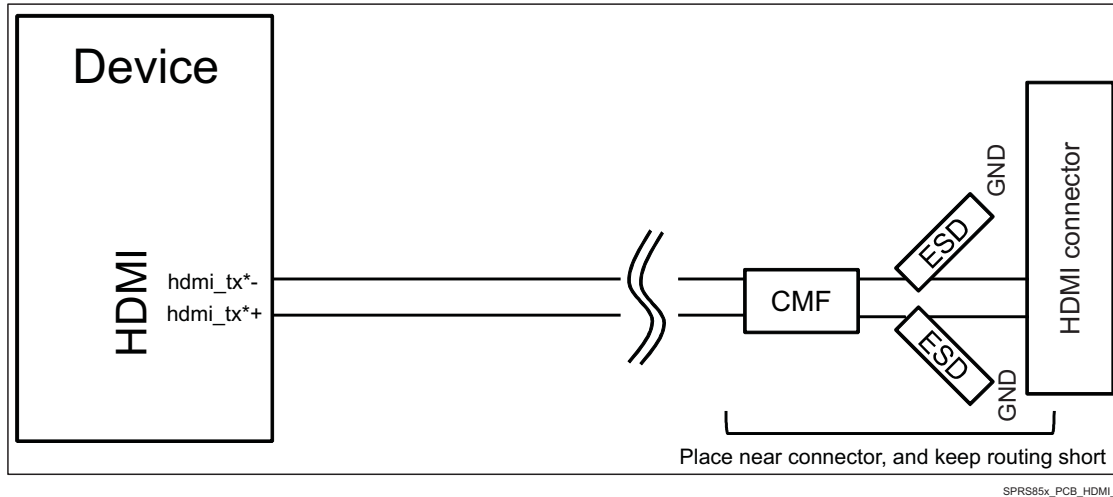 Device
HDMI
hdmi_tx*-
hdmi_tx*+
CMF
ESD
GND
ESD
GND
HDMI connector
Place near connector, and keep routing short
SPRS85x_PCB_HDMI_